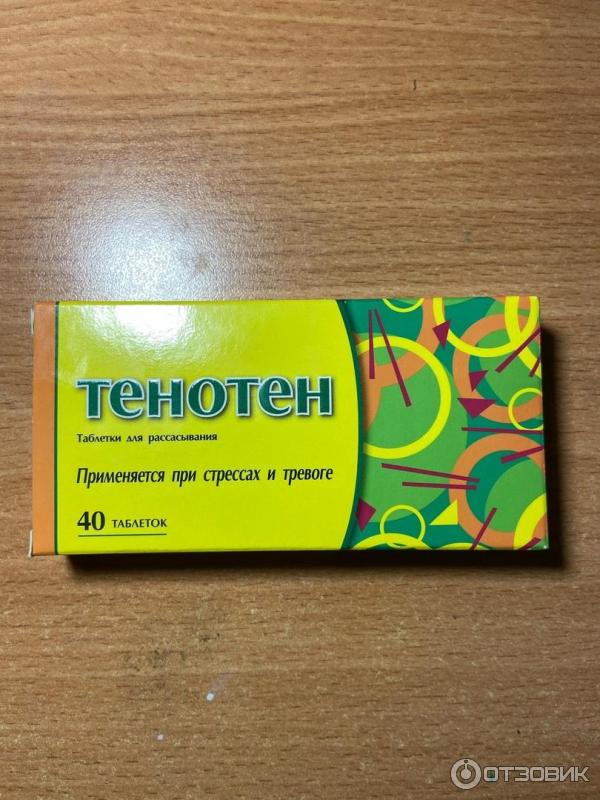 тенотен
Таблетки для рассасывания
Применяется при стрессах и тревоге
40 ТАБЛЕТОК
ОТЗОВИК